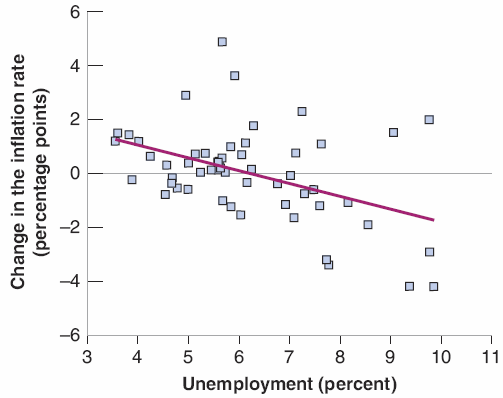 6
4
2
0
–2
–4
–6
Change in the inflation rate
(percentage points)
3 4 5 6 7 8 9 10 11
Unemployment (percent)